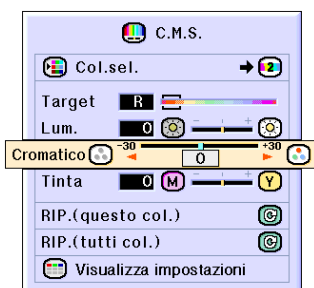 C.M.S.
Col.sel. 2
Target R
Lum. 0 - +
Cromatico -30 0 +30
Tinta 0 M - + Y
RIP.(questo col.)
RIP.(tutti col.)
Visualizza impostazioni